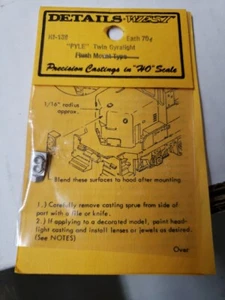 DETAILS WEST
HF-128 Each 75¢
"PYLE" Twin Gyralight
Flush Mount Type
Precision Castings in "HO" Scale
1/16" radius
approx.
Blend these surfaces to hood after mounting.
1.) Carefully remove casting sprue from side of
part with a file or knife.
2.) If applying to a decorated model, paint head-
light casting and install lenses or jewels as desired.
(See NOTES)
Over